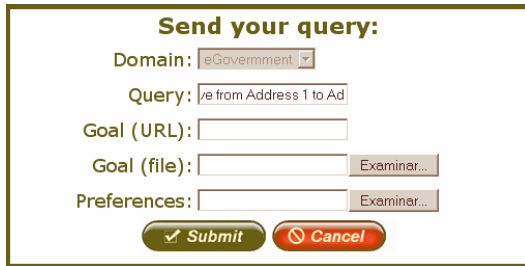 Send your query:
Domain: eGovernment
Query: ve from Address 1 to Ad
Goal (URL):
Goal (file): Examinar...
Preferences: Examinar...
Submit Cancel